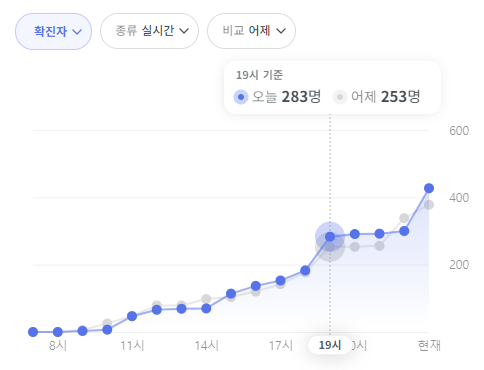 확진자 종류 실시간 비교 어제
19시 기준
오늘 283명 어제 253명
600
400
200
8시 11시 14시 17시 19시 0시 현재